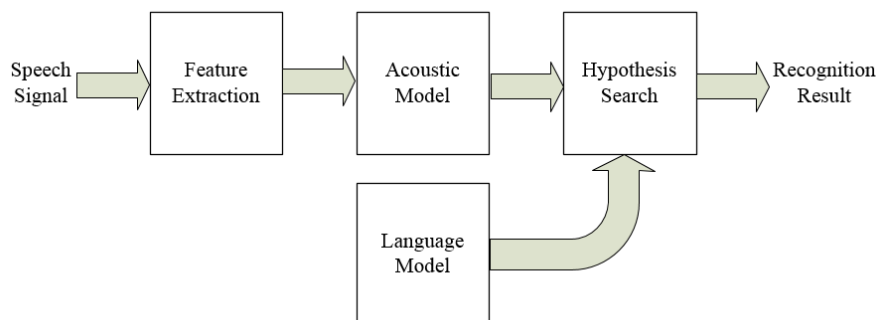 Speech
Signal
Feature
Extraction
Acoustic
Model
Hypothesis
Search
Recognition
Result
Language
Model